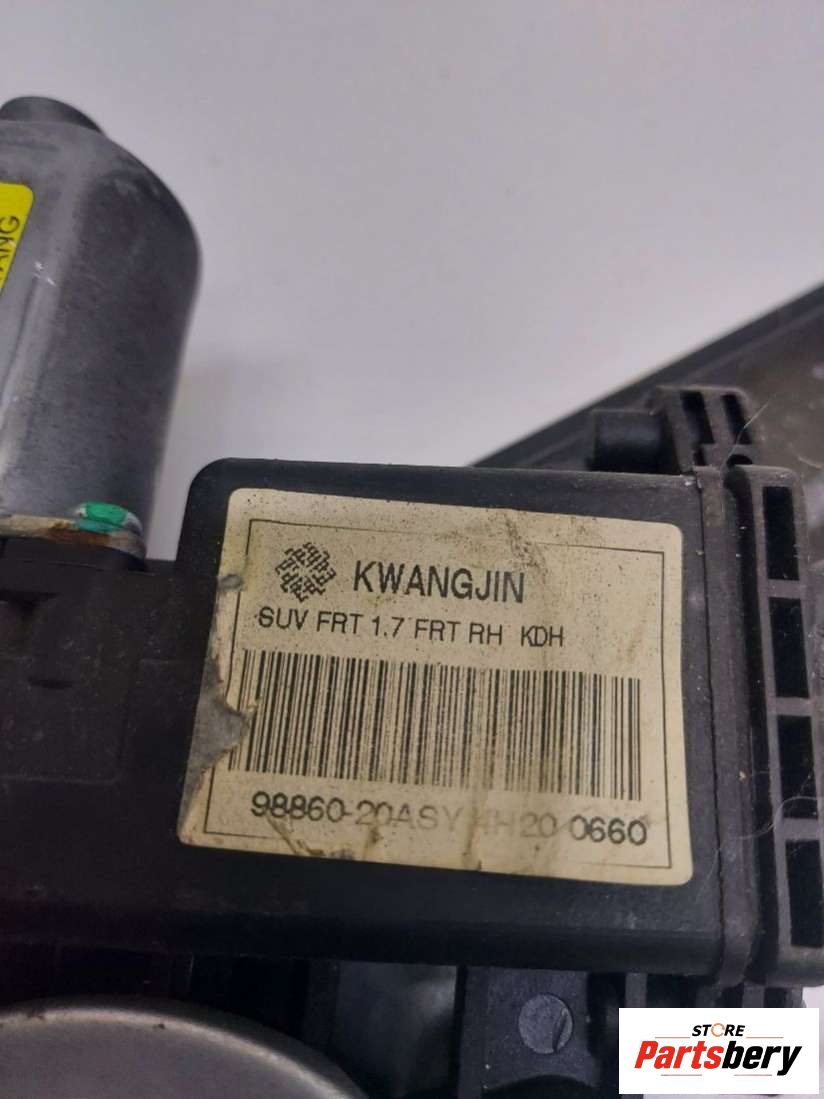 KWANGJIN
SUV FRT 1.7 FRT RH KDH
98860-20ASY HH20 0660
STORE
Partsbery